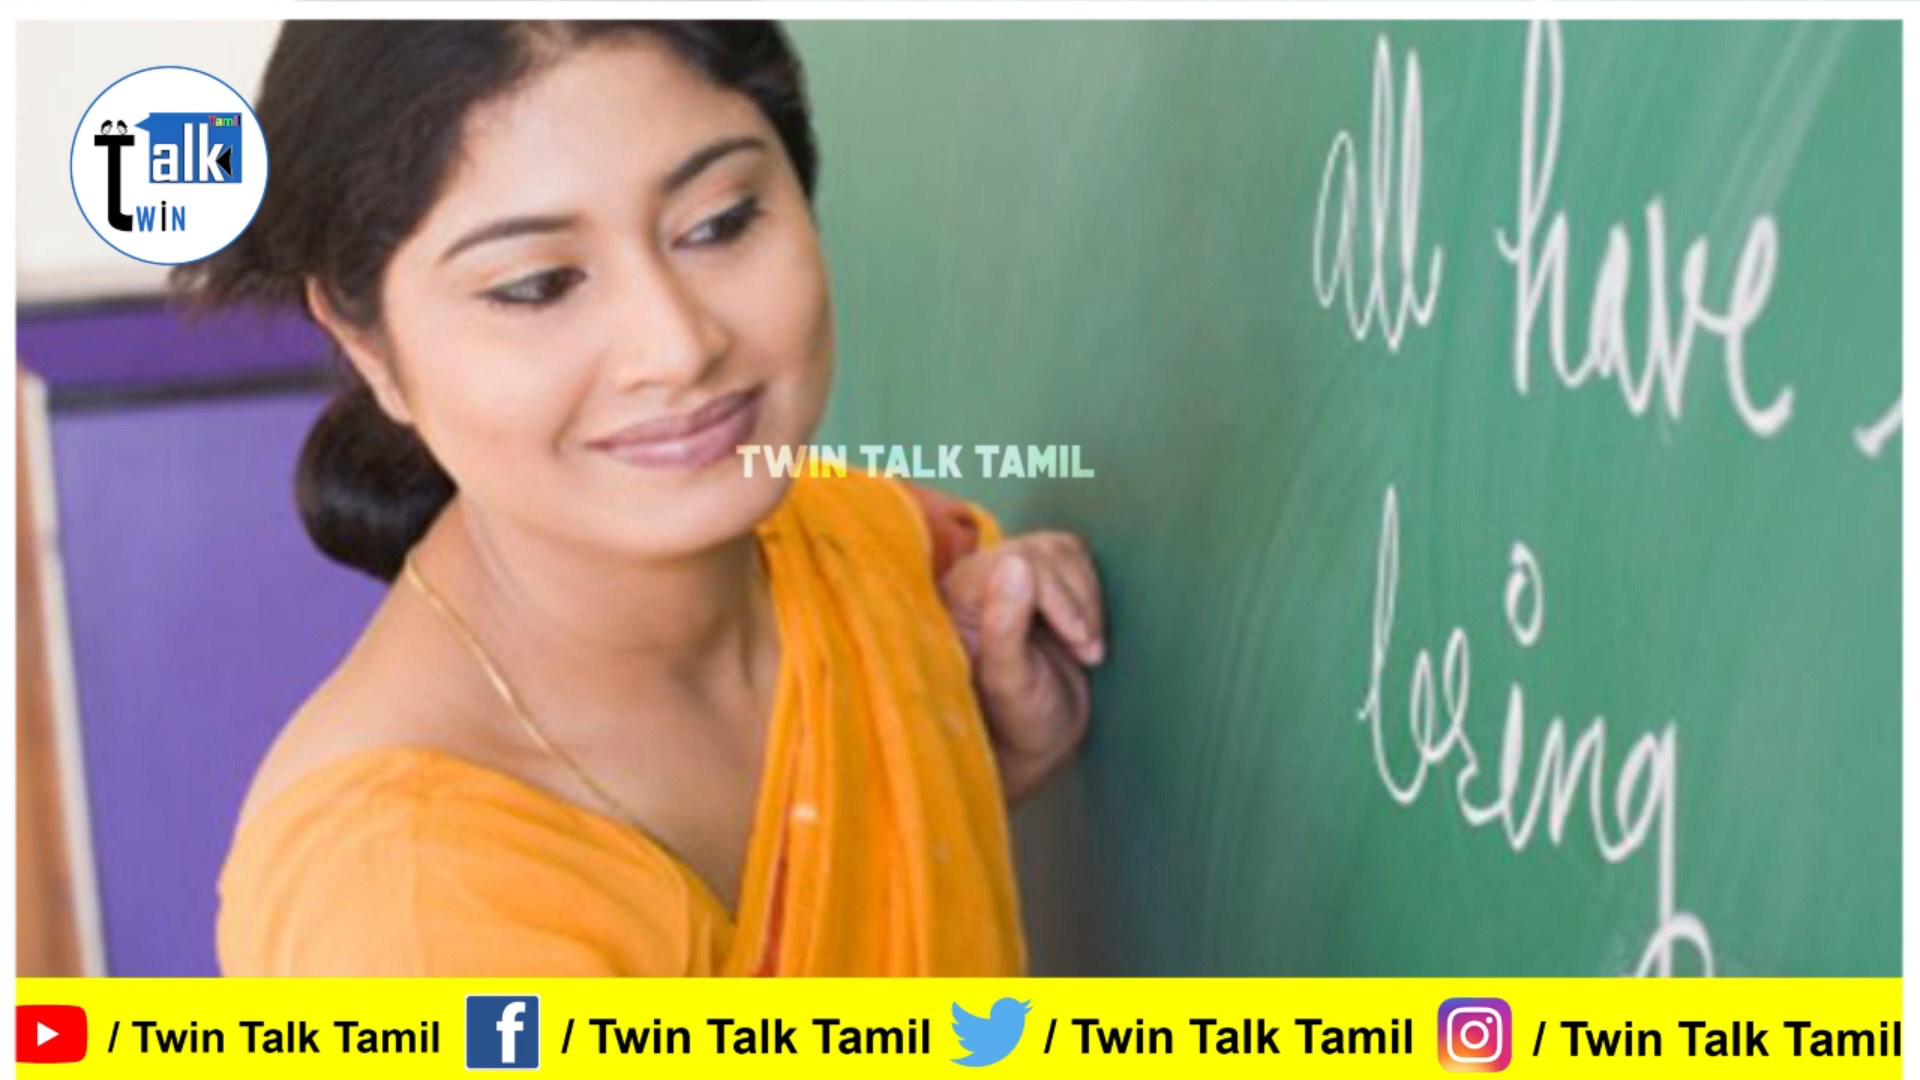 Tamil
talk
twin
all have
being
TWIN TALK TAMIL
/ Twin Talk Tamil
/ Twin Talk Tamil
/ Twin Talk Tamil
/ Twin Talk Tamil